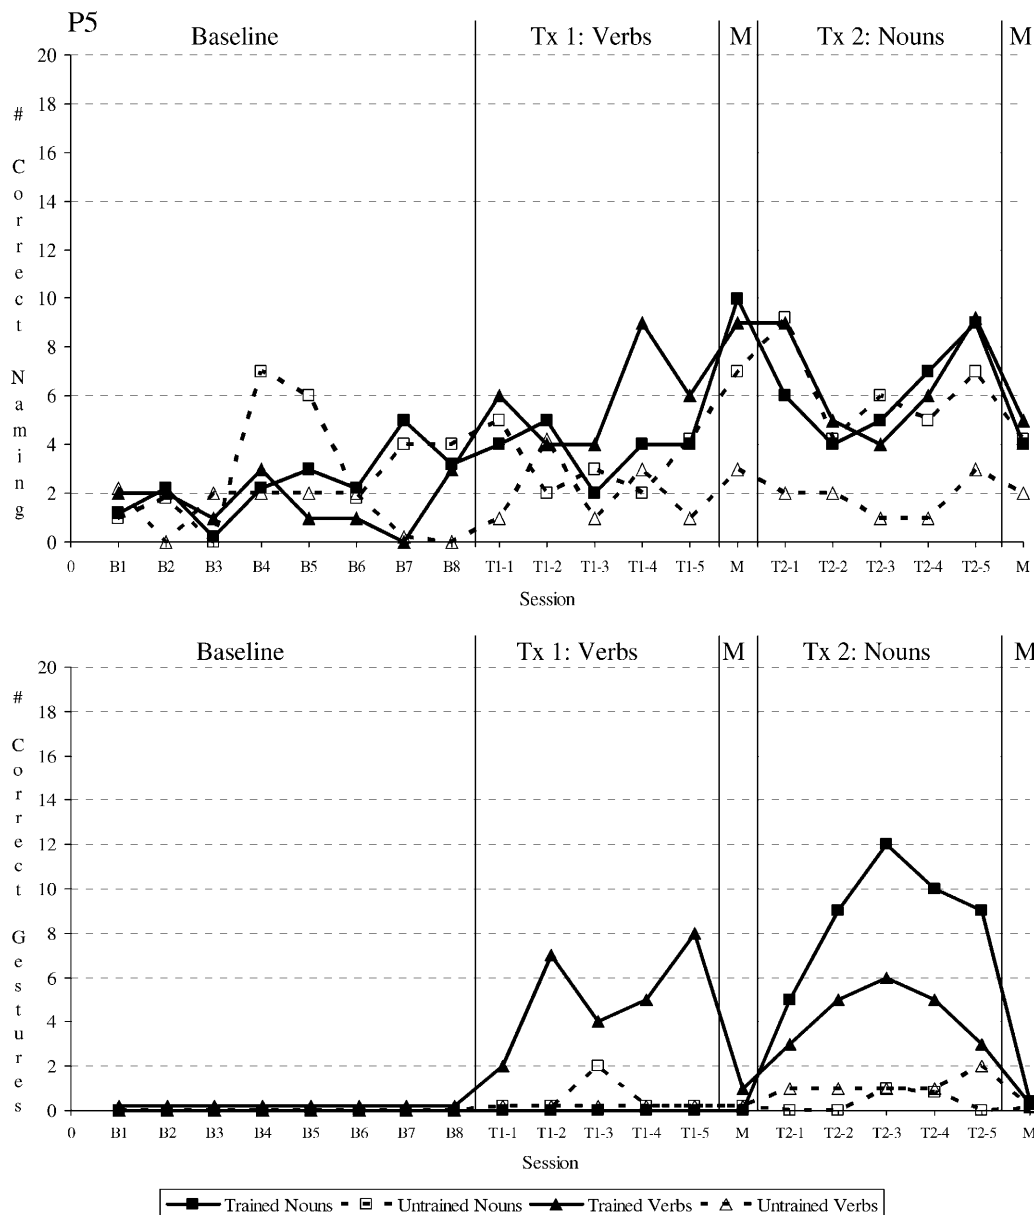 P5
Baseline Tx 1: Verbs M Tx 2: Nouns M
20
18
16
14
12
10
8
6
4
2
0
# Correct Naming
0 B1 B2 B3 B4 B5 B6 B7 B8 T1-1 T1-2 T1-3 T1-4 T1-5 M T2-1 T2-2 T2-3 T2-4 T2-5 M
Session
Baseline Tx 1: Verbs M Tx 2: Nouns M
20
18
16
14
12
10
8
6
4
2
0
# Correct Gestures
0 B1 B2 B3 B4 B5 B6 B7 B8 T1-1 T1-2 T1-3 T1-4 T1-5 M T2-1 T2-2 T2-3 T2-4 T2-5 M
Session
Trained Nouns Untrained Nouns Trained Verbs Untrained Verbs